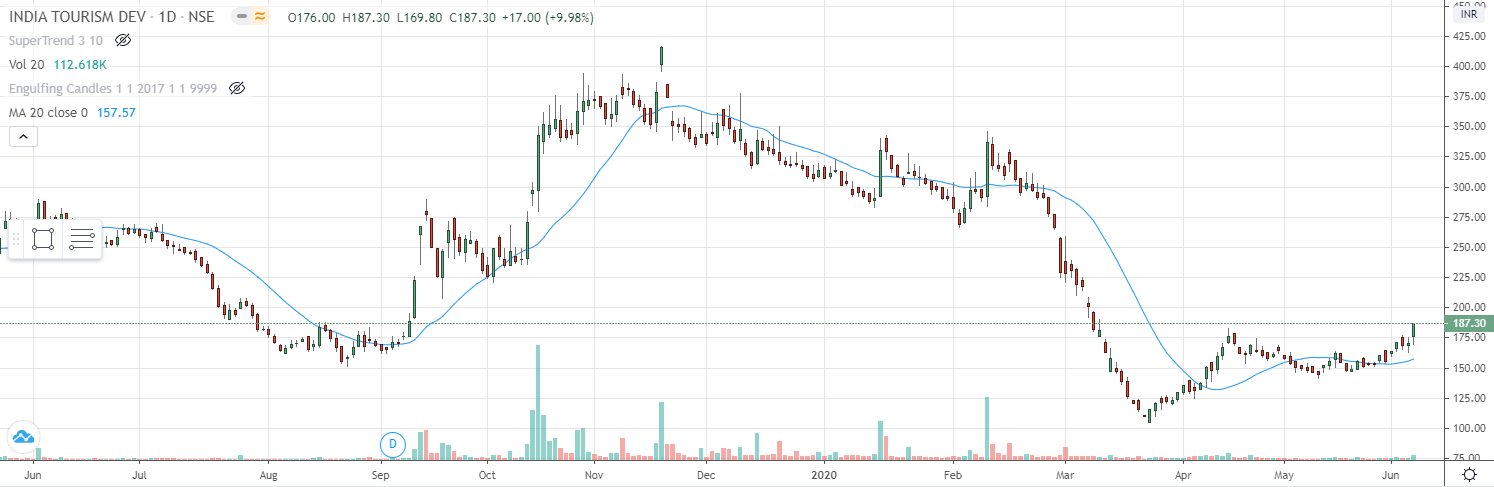 INDIA TOURISM DEV · 1D · NSE O176.00 H187.30 L169.80 C187.30 +17.00 (+9.98%)
SuperTrend 3 10
Vol 20 112.618K
Engulfing Candles 1 1 2017 1 1 9999
MA 20 close 0 157.57
INR
450.00
425.00
400.00
375.00
350.00
325.00
300.00
275.00
250.00
225.00
200.00
187.30
175.00
150.00
125.00
100.00
75.00
D
Jun Jul Aug Sep Oct Nov Dec 2020 Feb Mar Apr May Jun